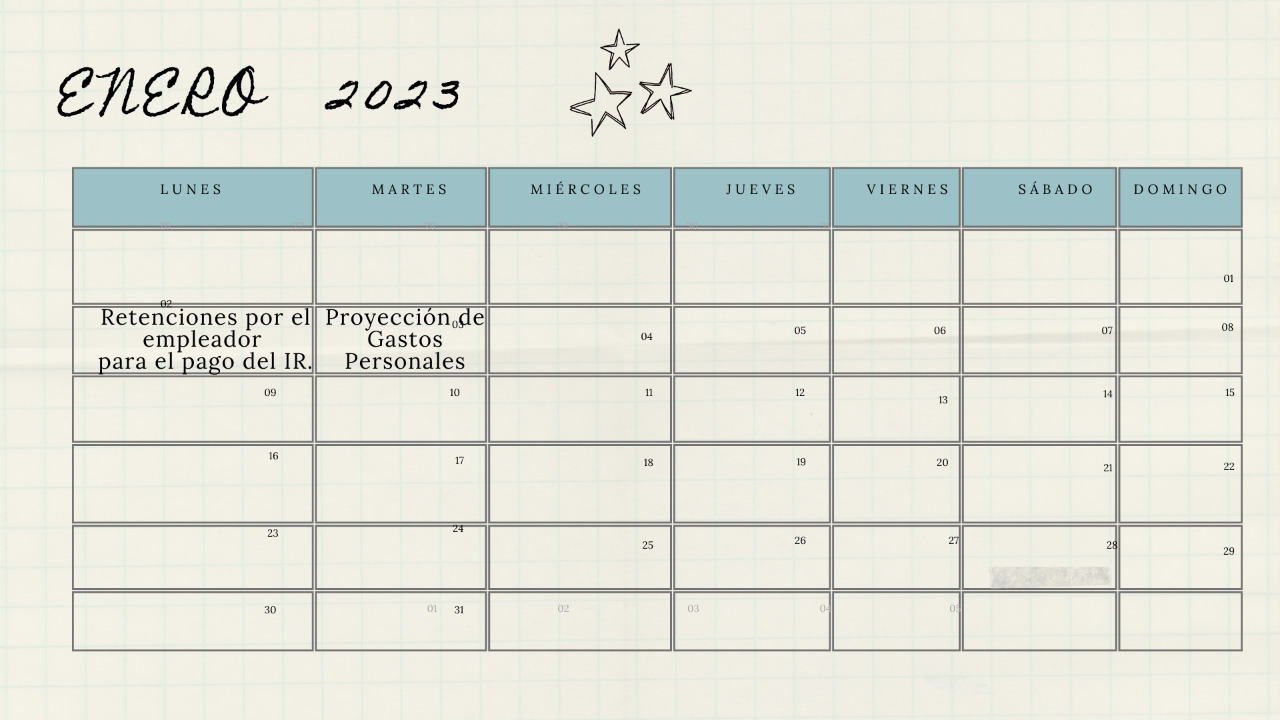 ENERO 2023
LUNES MARTES MIÉRCOLES JUEVES VIERNES SÁBADO DOMINGO
01
02
Retenciones por el
empleador
para el pago del IR.
03
Proyección de
Gastos
Personales
04 05 06 07 08
09 10 11 12 13 14 15
16 17 18 19 20 21 22
23 24 25 26 27 28 29
30 01 31 02 03 04 05